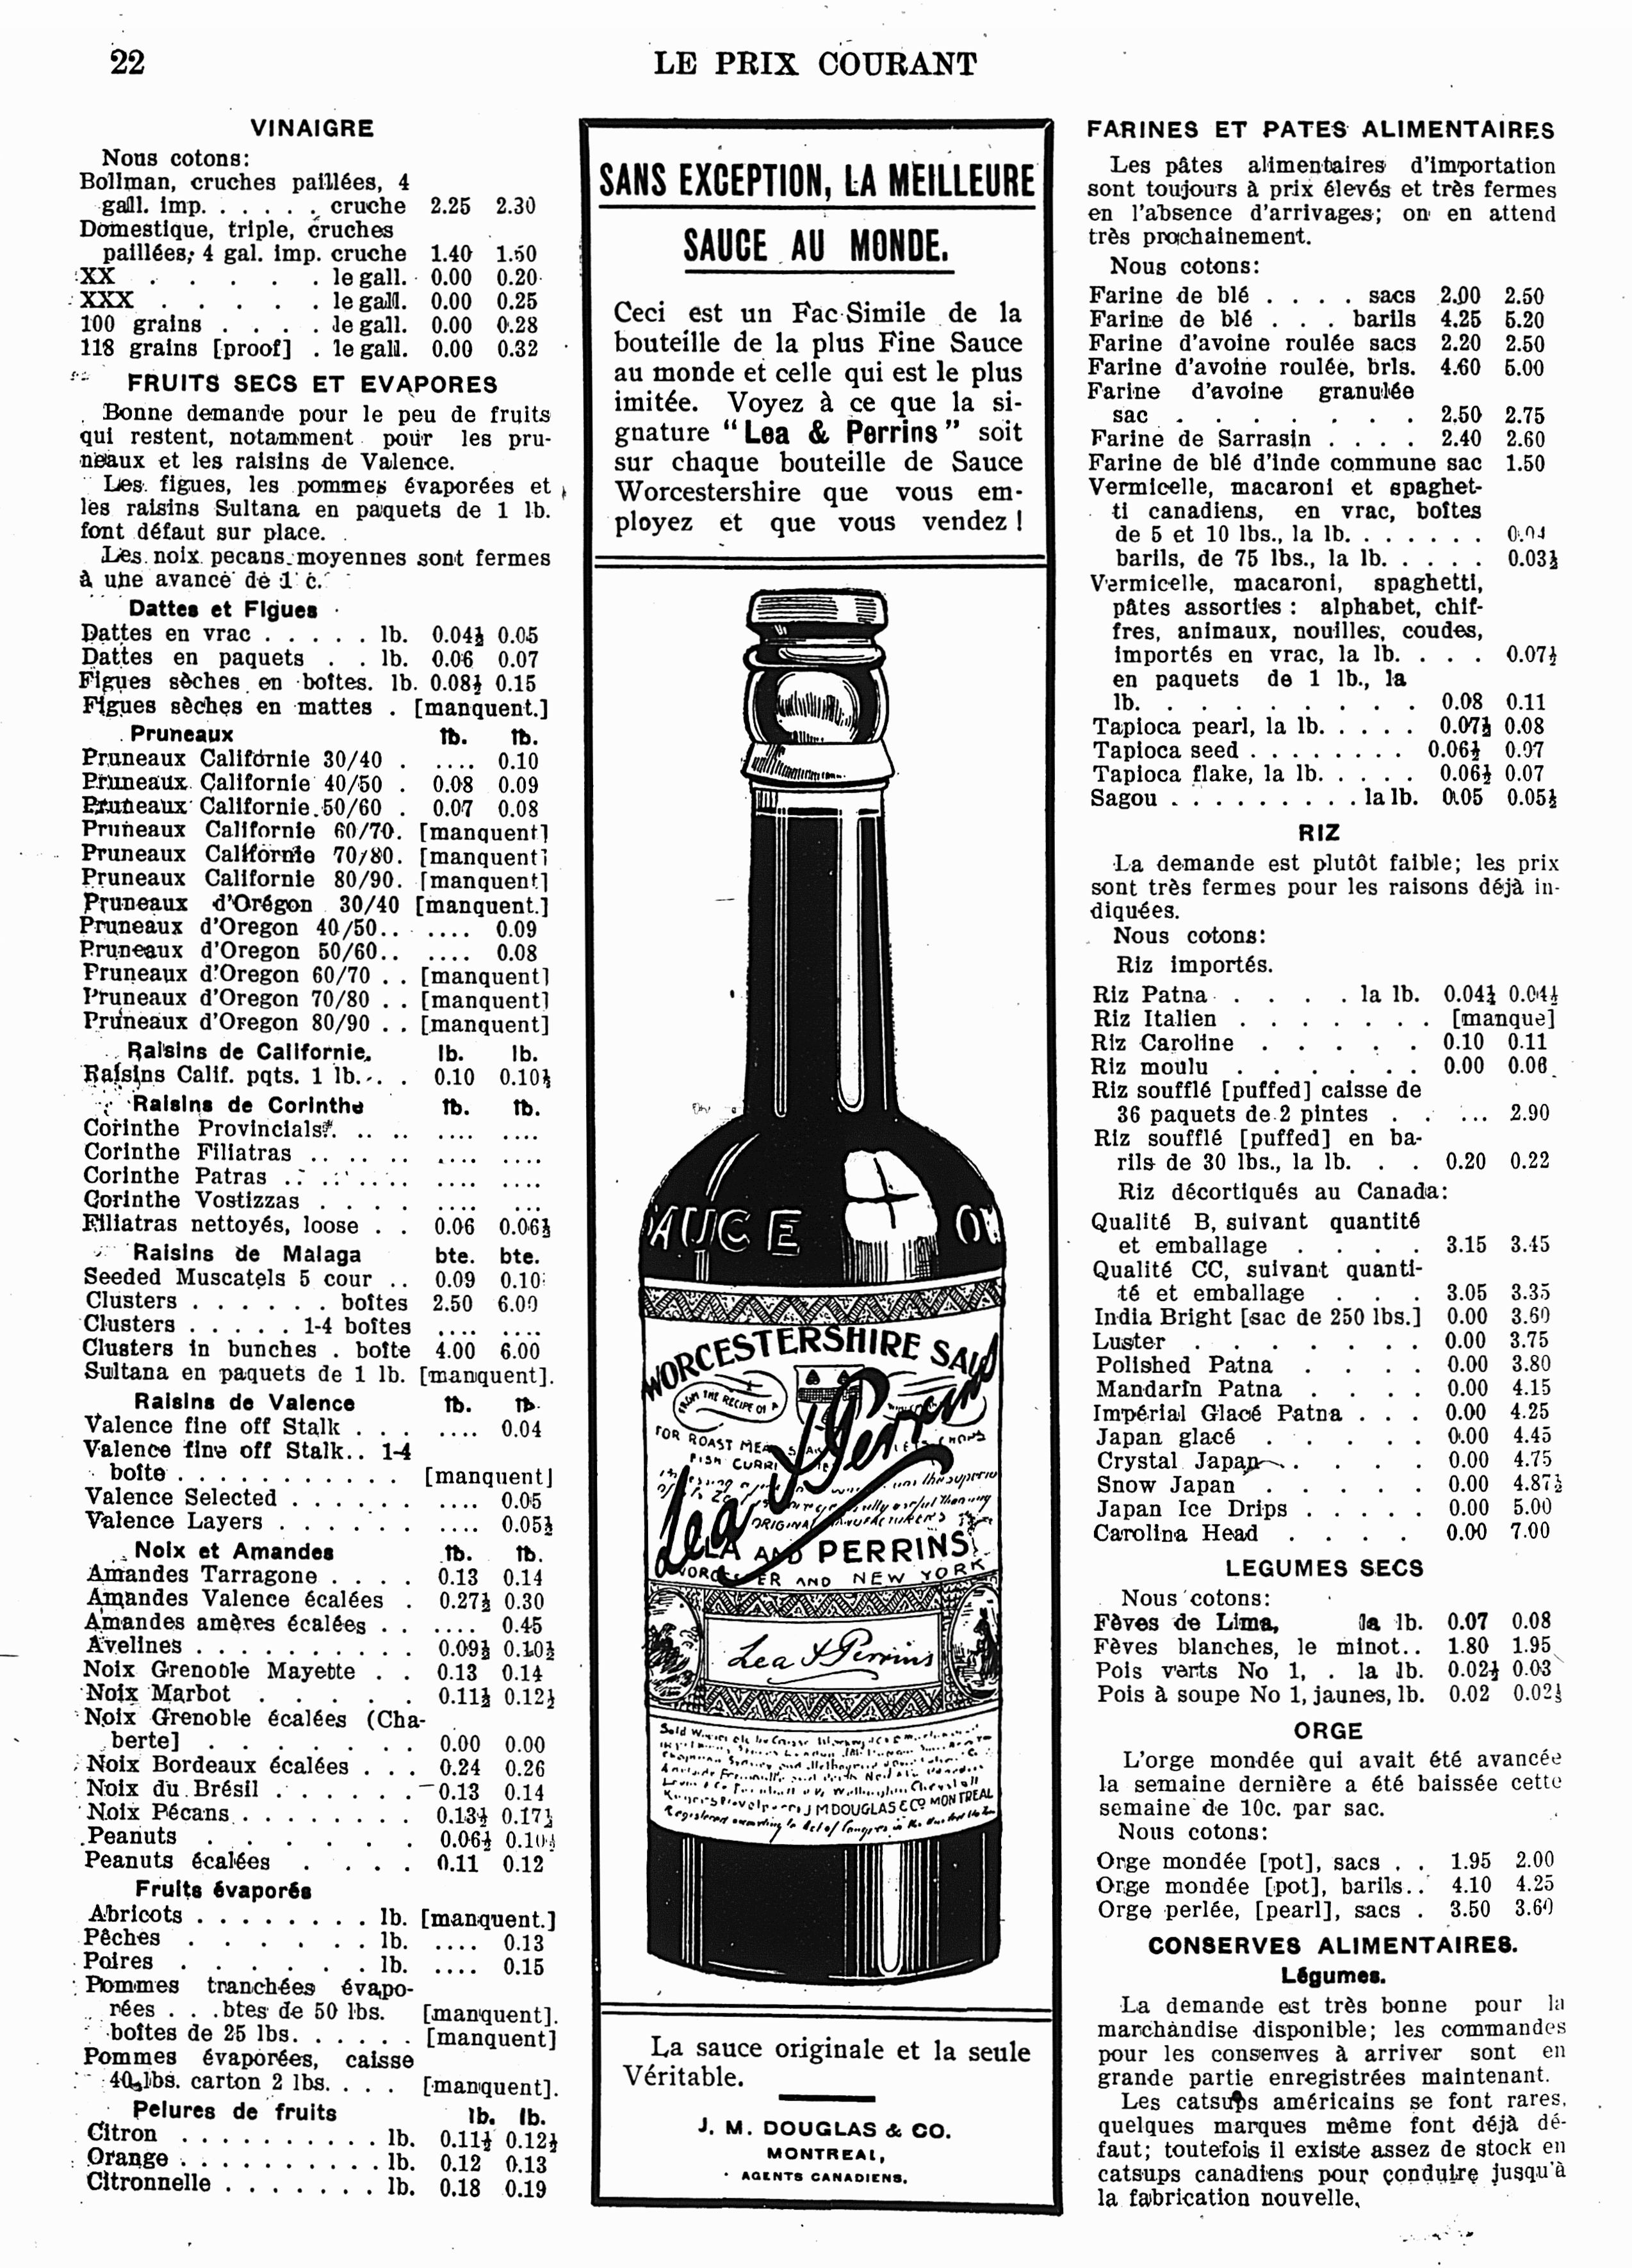 22
LE PRIX COURANT
VINAIGRE
Nous cotons:
Bollman, cruches paillées, 4
gall. imp. . . . . . cruche 2.25 2.30
Domestique, triple, cruches
paillées; 4 gal. imp. cruche 1.40 1.50
XX . . . . . le gall. 0.00 0.20
XXX . . . . . le gall. 0.00 0.25
100 grains . . . . le gall. 0.00 0.28
118 grains [proof] . le gall. 0.00 0.32
FRUITS SECS ET EVAPORES
Bonne demande pour le peu de fruits
qui restent, notamment pour les pru-
neaux et les raisins de Valence.
Les figues, les pommes évaporées et
les raisins Sultana en paquets de 1 lb.
font défaut sur place.
Les noix pecans moyennes sont fermes
à une avance de 1 c.
Dattes et Figues
Dattes en vrac . . . . . lb. 0.04½ 0.05
Dattes en paquets . . lb. 0.06 0.07
Figues sèches en boîtes. lb. 0.08½ 0.15
Figues sèches en mattes . [manquent.]
Pruneaux lb. lb.
Pruneaux Californie 30/40 . .... 0.10
Pruneaux Californie 40/50 . 0.08 0.09
Pruneaux Californie 50/60 . 0.07 0.08
Pruneaux Californie 60/70. [manquent]
Pruneaux Californie 70/80. [manquent]
Pruneaux Californie 80/90. [manquent]
Pruneaux d'Orégon 30/40 [manquent.]
Pruneaux d'Oregon 40/50.. .... 0.09
Pruneaux d'Oregon 50/60.. .... 0.08
Pruneaux d'Oregon 60/70 . . [manquent]
Pruneaux d'Oregon 70/80 . . [manquent]
Pruneaux d'Oregon 80/90 . . [manquent]
Raisins de Californie. lb. lb.
Raisins Calif. pqts. 1 lb. . . . 0.10 0.10½
Raisins de Corinthe lb. lb.
Corinthe Provincials. .. .. .... ....
Corinthe Filiatras .. .. .. .... ....
Corinthe Patras .. .. .. .... ....
Corinthe Vostizzas . . . . .... ...
Filiatras nettoyés, loose . . 0.06 0.06½
Raisins de Malaga bte. bte.
Seeded Muscatels 5 cour .. 0.09 0.10
Clusters . . . . . . boîtes 2.50 6.00
Clusters . . . . . 1-4 boîtes .... ....
Clusters in bunches . boîte 4.00 6.00
Sultana en paquets de 1 lb. [manquent].
Raisins de Valence lb. lb.
Valence fine off Stalk . . . .... 0.04
Valence fine off Stalk.. 1-4
boîte . . . . . . . . . . . [manquent]
Valence Selected . . . . . . .... 0.05
Valence Layers . . . . . . .... 0.05½
Noix et Amandes lb. lb.
Amandes Tarragone . . . . 0.13 0.14
Amandes Valence écalées . 0.27½ 0.30
Amandes amères écalées . . .... 0.45
Avelines . . . . . . . . . . 0.09½ 0.10½
Noix Grenoble Mayette . . 0.13 0.14
Noix Marbot . . . . . 0.11½ 0.12½
Noix Grenoble écalées (Cha-
berte] . . . . . . . 0.00 0.00
Noix Bordeaux écalées . . . 0.24 0.26
Noix du Brésil . . . . . . 0.13 0.14
Noix Pécans . . . . . . . . 0.13½ 0.17½
Peanuts . . . . . . . 0.06½ 0.10½
Peanuts écalées . . . . 0.11 0.12
Fruits évaporés
Abricots . . . . . . . . lb. [manquent.]
Pêches . . . . . . lb. .... 0.13
Poires . . . . . . lb. .... 0.15
Pommes tranchées évapo-
rées . . .btes de 50 lbs. [manquent].
boîtes de 25 lbs. . . . . . [manquent]
Pommes évaporées, caisse
40 lbs. carton 2 lbs. . . . [manquent].
Pelures de fruits lb. lb.
Citron . . . . . . . . . . lb. 0.11½ 0.12½
Orange . . . . . . . . . . lb. 0.12 0.13
Citronnelle . . . . . . . lb. 0.18 0.19
SANS EXCEPTION, LA MEILLEURE
SAUCE AU MONDE.
Ceci est un Fac-Simile de la
bouteille de la plus Fine Sauce
au monde et celle qui est le plus
imitée. Voyez à ce que la si-
gnature "Lea & Perrins" soit
sur chaque bouteille de Sauce
Worcestershire que vous em-
ployez et que vous vendez !
AUCE
WORCESTERSHIRE SAU
FROM THE RECIPE OF A
FOR ROAST
FISH CURRI
Lea & Perrins
ORIGINAL MANUFACTURERS
LEA AND PERRINS
WORCESTER AND NEW YORK
Lea & Perrins
J M DOUGLAS & Co MONTREAL
La sauce originale et la seule
Véritable.
J. M. DOUGLAS & CO.
MONTREAL,
AGENTS CANADIENS.
FARINES ET PATES ALIMENTAIRES
Les pâtes alimentaires d'importation
sont toujours à prix élevés et très fermes
en l'absence d'arrivages; on en attend
très prochainement.
Nous cotons:
Farine de blé . . . . sacs 2.00 2.50
Farine de blé . . . barils 4.25 5.20
Farine d'avoine roulée sacs 2.20 2.50
Farine d'avoine roulée, brls. 4.60 5.00
Farine d'avoine granulée
sac . . . . . . . . 2.50 2.75
Farine de Sarrasin . . . . 2.40 2.60
Farine de blé d'inde commune sac 1.50
Vermicelle, macaroni et spaghet-
ti canadiens, en vrac, boîtes
de 5 et 10 lbs., la lb. . . . . . . 0.04
barils, de 75 lbs., la lb. . . . . 0.03½
Vermicelle, macaroni, spaghetti,
pâtes assorties : alphabet, chif-
fres, animaux, nouilles, coudes,
importés en vrac, la lb. . . . 0.07½
en paquets de 1 lb., la
lb. . . . . . . . . . 0.08 0.11
Tapioca pearl, la lb. . . . . 0.07½ 0.08
Tapioca seed . . . . . . . . 0.06½ 0.07
Tapioca flake, la lb. . . . . 0.06½ 0.07
Sagou . . . . . . . . . la lb. 0.05 0.05½
RIZ
La demande est plutôt faible; les prix
sont très fermes pour les raisons déjà in-
diquées.
Nous cotons:
Riz importés.
Riz Patna . . . . la lb. 0.04¼ 0.04½
Riz Italien . . . . . . . [manque]
Riz Caroline . . . . . 0.10 0.11
Riz moulu . . . . . . 0.00 0.06
Riz soufflé [puffed] caisse de
36 paquets de 2 pintes . . ... 2.90
Riz soufflé [puffed] en ba-
rils de 30 lbs., la lb. . . . 0.20 0.22
Riz décortiqués au Canada:
Qualité B, suivant quantité
et emballage . . . . 3.15 3.45
Qualité CC, suivant quanti-
té et emballage . . . 3.05 3.35
India Bright [sac de 250 lbs.] 0.00 3.60
Luster . . . . . . . 0.00 3.75
Polished Patna . . . . 0.00 3.80
Mandarin Patna . . . . 0.00 4.15
Impérial Glacé Patna . . . 0.00 4.25
Japan glacé . . . . . 0.00 4.45
Crystal Japan . . . . 0.00 4.75
Snow Japan . . . . . 0.00 4.87½
Japan Ice Drips . . . . . 0.00 5.00
Carolina Head . . . . 0.00 7.00
LEGUMES SECS
Nous cotons:
Fèves de Lima, la lb. 0.07 0.08
Fèves blanches, le minot.. 1.80 1.95
Pois verts No 1, . la lb. 0.02½ 0.03
Pois à soupe No 1, jaunes, lb. 0.02 0.02½
ORGE
L'orge mondée qui avait été avancée
la semaine dernière a été baissée cette
semaine de 10c. par sac.
Nous cotons:
Orge mondée [pot], sacs . . 1.95 2.00
Orge mondée [pot], barils.. 4.10 4.25
Orge perlée, [pearl], sacs . 3.50 3.60
CONSERVES ALIMENTAIRES.
Légumes.
La demande est très bonne pour la
marchandise disponible; les commandes
pour les conserves à arriver sont en
grande partie enregistrées maintenant.
Les catsups américains se font rares,
quelques marques même font déjà dé-
faut; toutefois il existe assez de stock en
catsups canadiens pour conduire jusqu'à
la fabrication nouvelle.